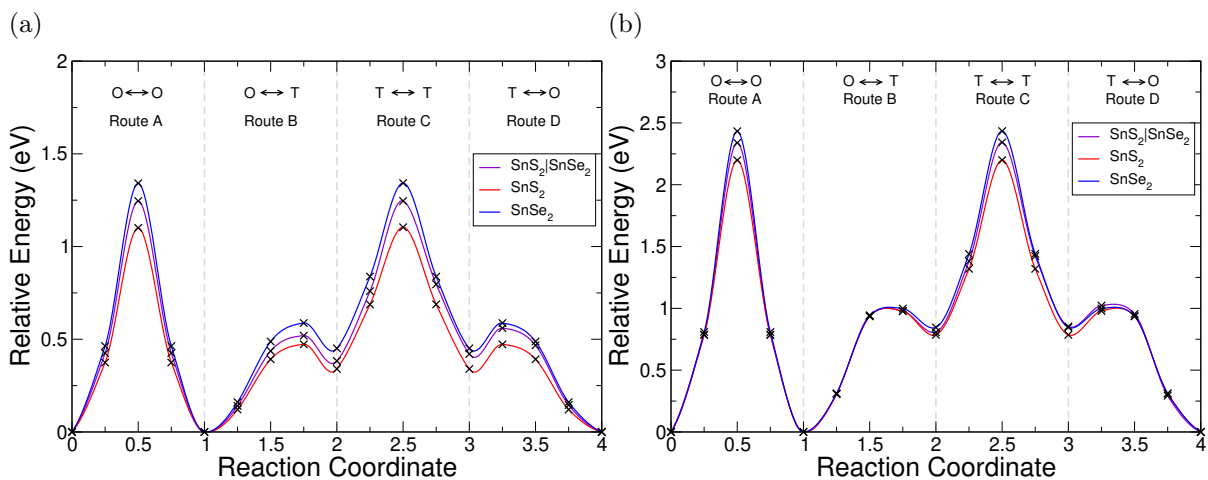 (a)
2
1.5
1
0.5
0
Relative Energy (eV)
O⟷O
Route A
O⟷T
Route B
T⟷T
Route C
T⟷O
Route D
SnS₂|SnSe₂
SnS₂
SnSe₂
0 0.5 1 1.5 2 2.5 3 3.5 4
Reaction Coordinate
(b)
3
2.5
2
1.5
1
0.5
0
Relative Energy (eV)
O⟷O
Route A
O⟷T
Route B
T⟷T
Route C
T⟷O
Route D
SnS₂|SnSe₂
SnS₂
SnSe₂
0 0.5 1 1.5 2 2.5 3 3.5 4
Reaction Coordinate